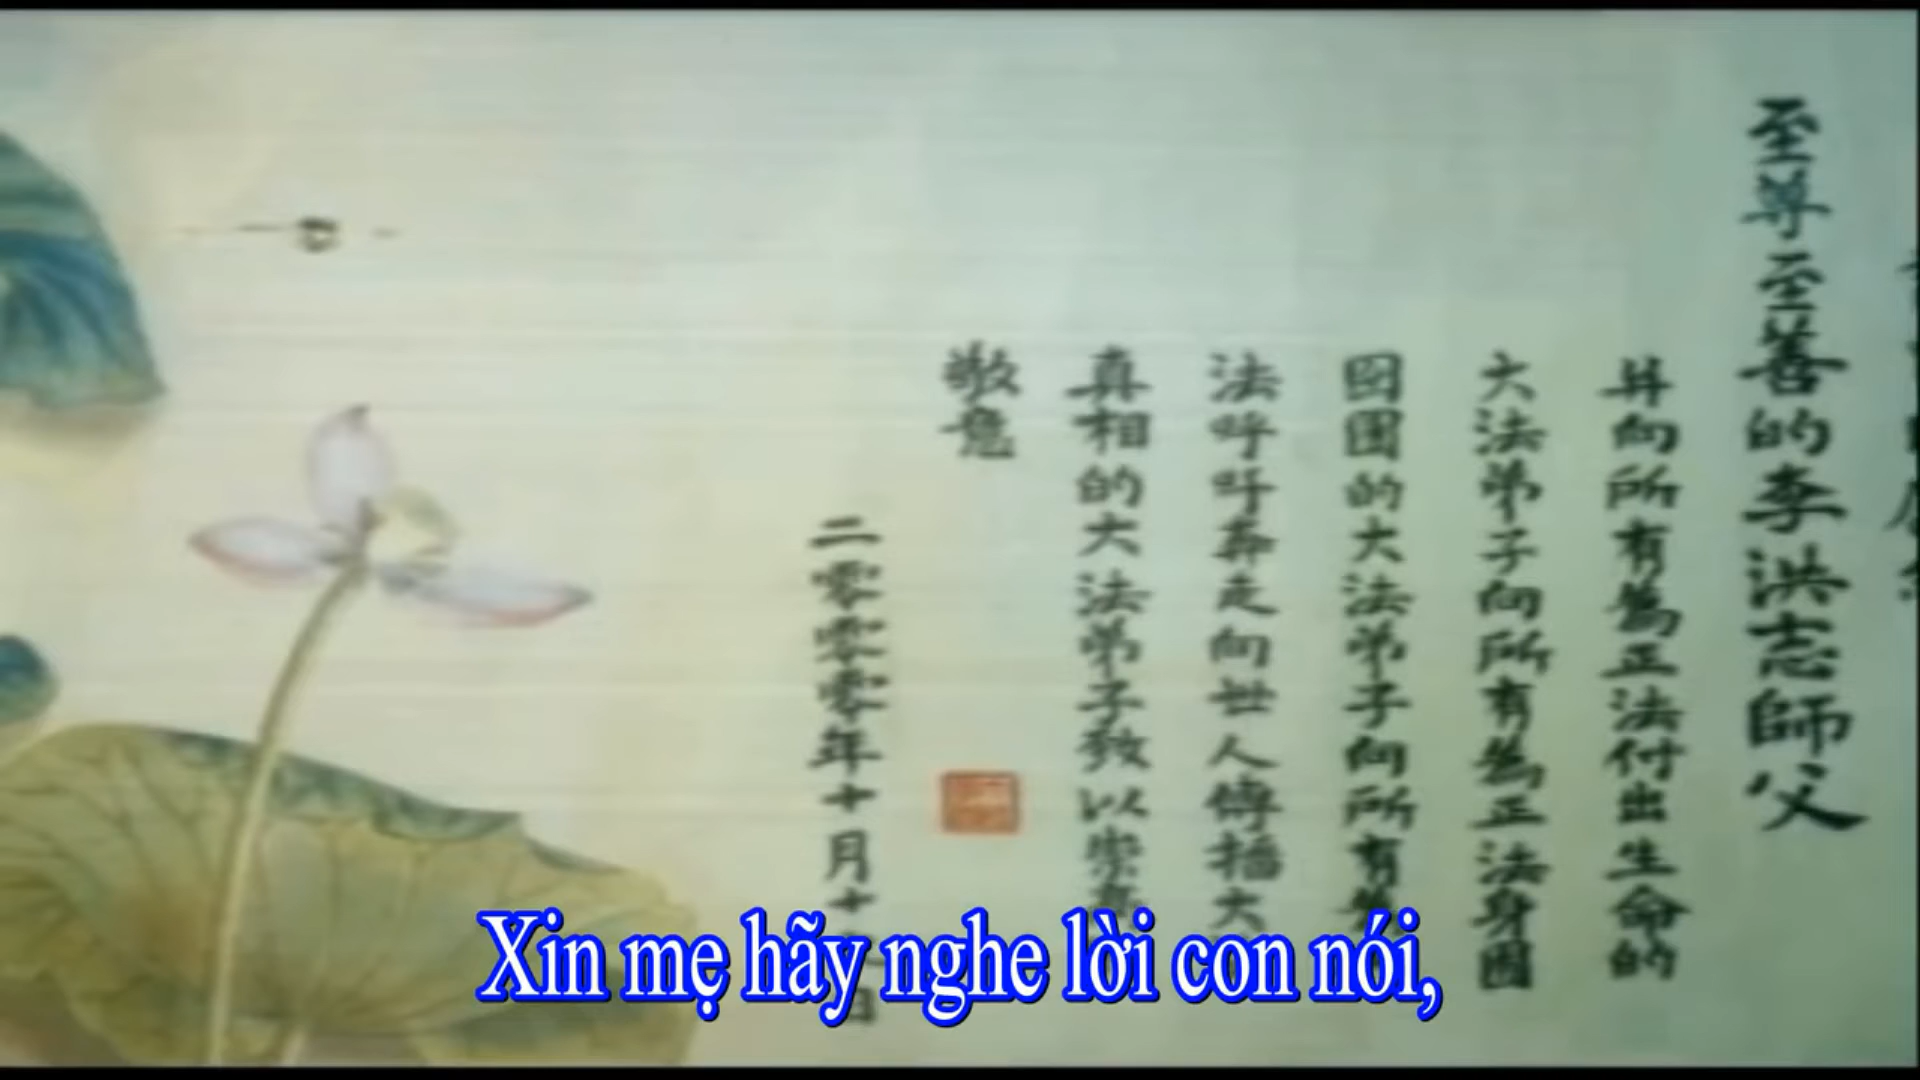 至尊至善的李洪志師父
并向所有為正法付出生命的
大法弟子向所有為正法身囹
囹圄的大法弟子向所有為
法呼吁奔走向世人傳播大
真相的大法弟子致以崇高
敬意
二零零零年十月十
日
Xin mẹ hãy nghe lời con nói,